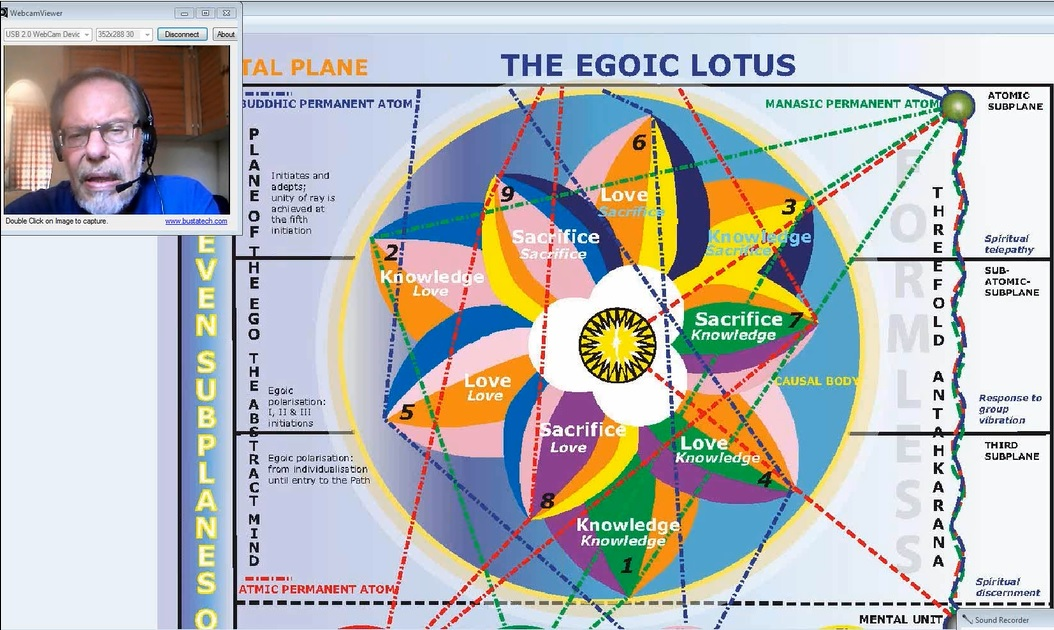 WebcamViewer
USB 2.0 WebCam Devic
352x288 30
Disconnect
About
Double Click on Image to capture.
www.bustatech.com
TAL PLANE
THE EGOIC LOTUS
BUDDHIC PERMANENT ATOM
MANASIC PERMANENT ATOM
ATOMIC
SUBPLANE
PLANE OF THE EGO THE ABSTRACT MIND
Initiates and
adepts;
unity of ray is
achieved at
the fifth
initiation
EVEN SUBPLANES O
6
Love
Sacrifice
9
Sacrifice
Sacrifice
3
Knowledge
Sacrifice
2
Knowledge
Love
Sacrifice
Knowledge
7
CAUSAL BODY
Love
Love
5
Sacrifice
Love
8
Love
Knowledge
4
Knowledge
Knowledge
1
FORMLESS
THREEFOLD ANTAHKARANA
Spiritual
telepathy
SUB-
ATOMIC-
SUBPLANE
Egoic
polarisation:
I, II & III
initiations
Response to
group
vibration
Egoic polarisation:
from individualisation
until entry to the Path
THIRD
SUBPLANE
ATMIC PERMANENT ATOM
Spiritual
discernment
MENTAL UNIT
Sound Recorder